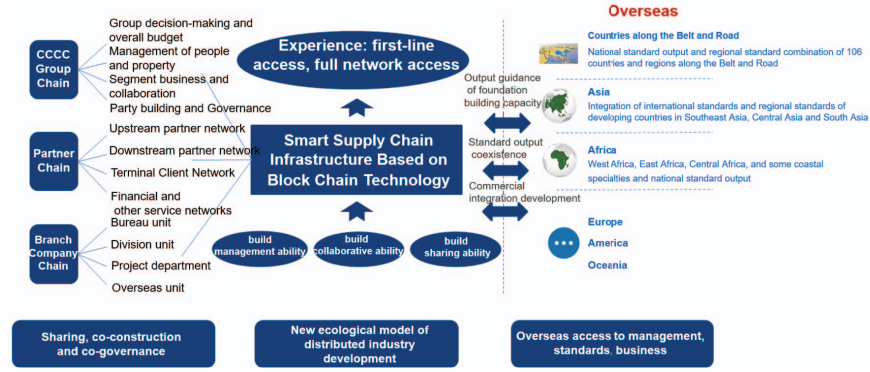 CCCC
Group
Chain
Group decision-making and
overall budget
Management of people
and property
Segment business and
collaboration
Party building and Governance
Partner
Chain
Upstream partner network
Downstream partner network
Terminal Client Network
Financial and
other service networks
Branch
Company
Chain
Bureau unit
Division unit
Project department
Overseas unit
Experience: first-line
access, full network access
Smart Supply Chain
Infrastructure Based on
Block Chain Technology
build
management ability
build
collaborative ability
build
sharing ability
Output guidance
of foundation
building capacity
Standard output
coexistence
Commercial
integration development
Overseas
Countries along the Belt and Road
National standard output and regional standard combination of 106
countries and regions along the Belt and Road
Asia
Integration of international standards and regional standards of
developing countries in Southeast Asia, Central Asia and South Asia
Africa
West Africa, East Africa, Central Africa, and some coastal
specialties and national standard output
Europe
America
Oceania
Sharing, co-construction
and co-governance
New ecological model of
distributed industry
development
Overseas access to management,
standards, business